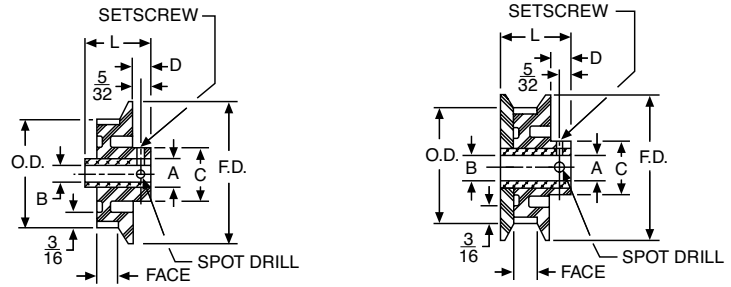 SETSCREW
L
D
5/32
O.D.
B
A
C
F.D.
3/16
FACE
SPOT DRILL
SETSCREW
L
D
5/32
O.D.
B
A
C
F.D.
3/16
FACE
SPOT DRILL